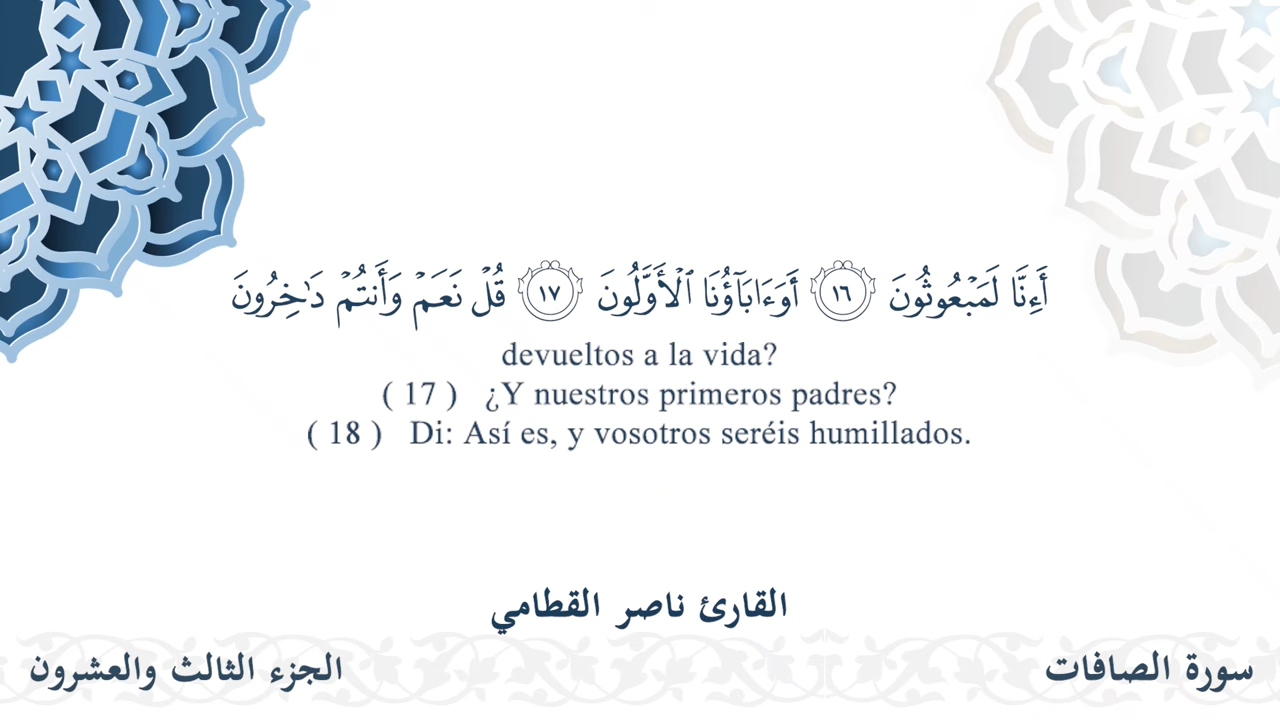 أَءِنَّا لَمَبۡعُوثُونَ ١٦ أَوَءَابَآؤُنَا ٱلۡأَوَّلُونَ ١٧ قُلۡ نَعَمۡ وَأَنتُمۡ دَٰخِرُونَ
devueltos a la vida?
( 17 ) ¿Y nuestros primeros padres?
( 18 ) Di: Así es, y vosotros seréis humillados.
القارئ ناصر القطامي
سورة الصافات
الجزء الثالث والعشرون